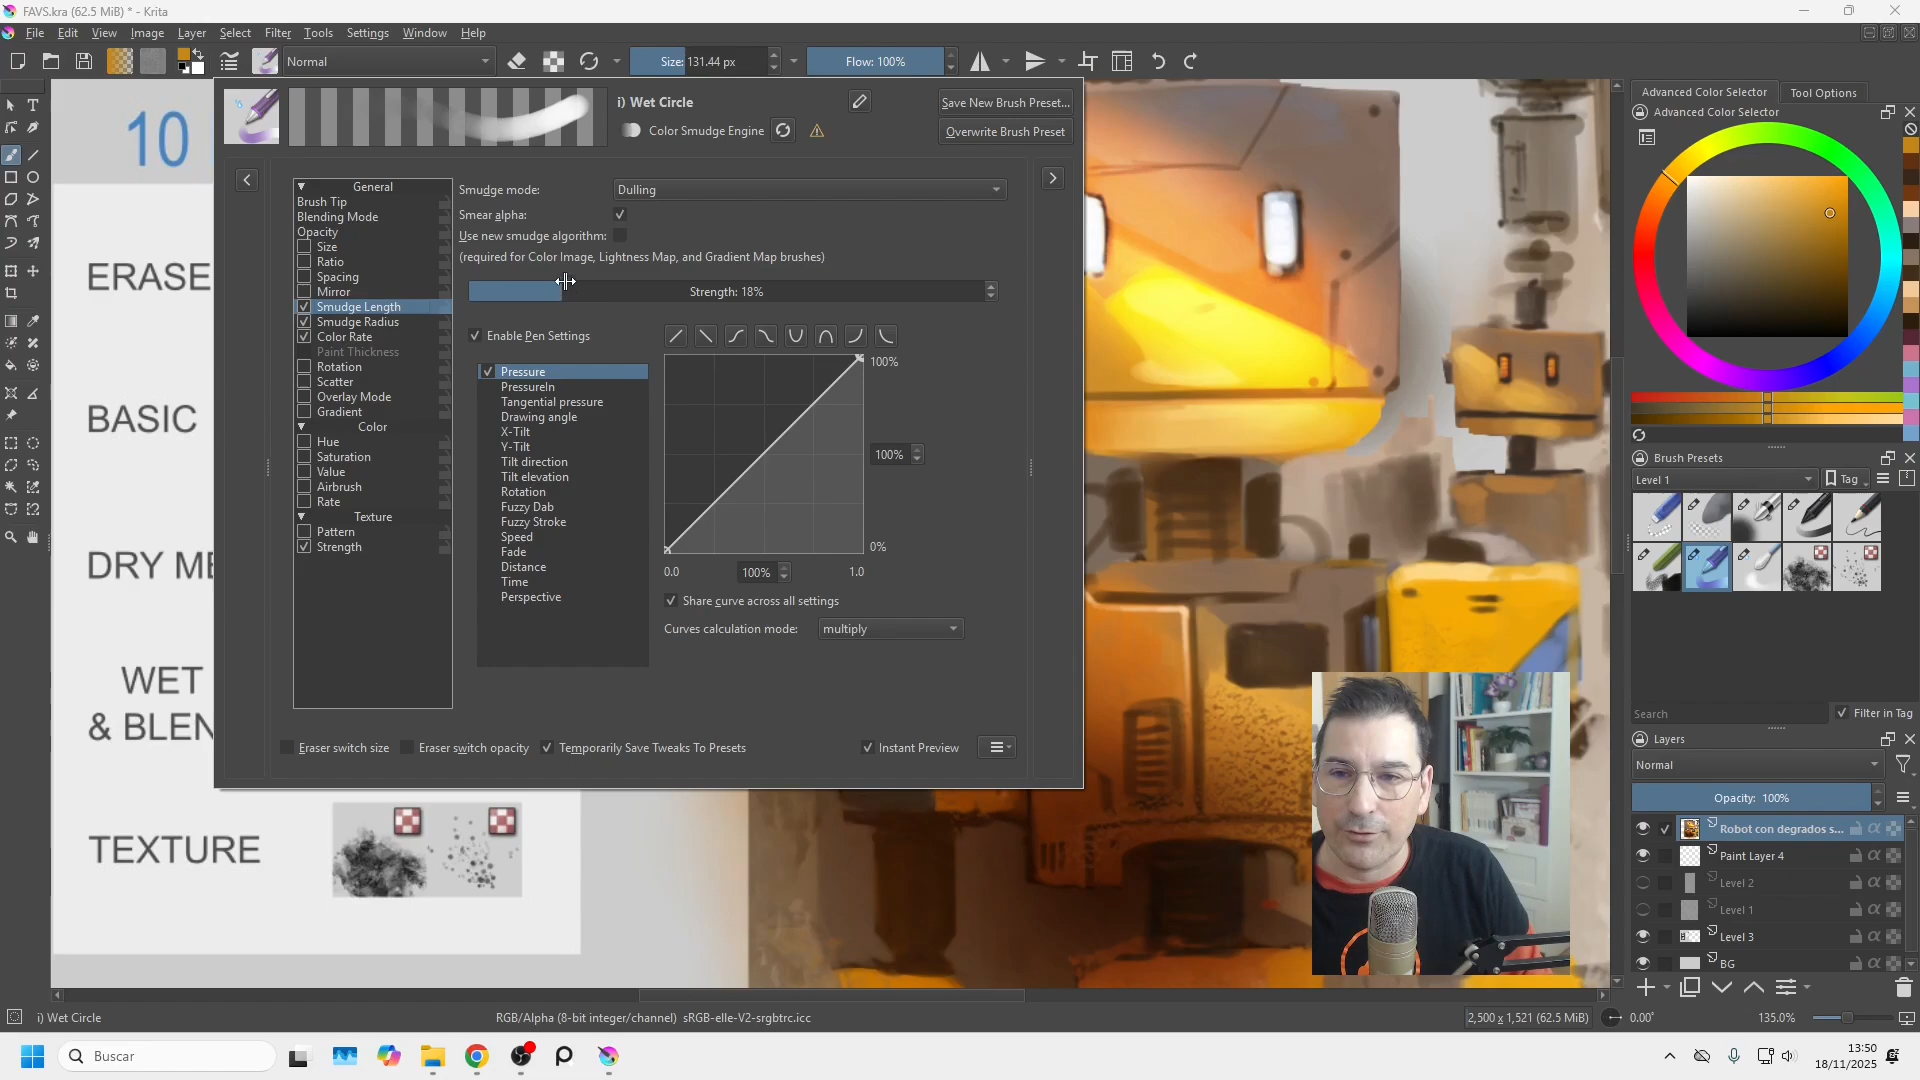 FAVS.kra (62.5 MiB) * - Krita
File Edit View Image Layer Select Filter Tools Settings Window Help
Normal
Size: 131.44 px
Flow: 100%
i) Wet Circle
Color Smudge Engine
Save New Brush Preset...
Overwrite Brush Preset
General
Brush Tip
Blending Mode
Opacity
Size
Ratio
Spacing
Mirror
Smudge Length
Smudge Radius
Color Rate
Paint Thickness
Rotation
Scatter
Overlay Mode
Gradient
Color
Hue
Saturation
Value
Airbrush
Rate
Texture
Pattern
Strength
Smudge mode: Dulling
Smear alpha:
Use new smudge algorithm:
(required for Color Image, Lightness Map, and Gradient Map brushes)
Strength: 18%
Enable Pen Settings
Pressure
PressureIn
Tangential pressure
Drawing angle
X-Tilt
Y-Tilt
Tilt direction
Tilt elevation
Rotation
Fuzzy Dab
Fuzzy Stroke
Speed
Fade
Distance
Time
Perspective
100%
100%
0%
0.0 100% 1.0
Share curve across all settings
Curves calculation mode: multiply
Eraser switch size Eraser switch opacity Temporarily Save Tweaks To Presets Instant Preview
10
ERASE
BASIC
DRY ME
WET
& BLEN
TEXTURE
Advanced Color Selector Tool Options
Advanced Color Selector
Brush Presets
Level 1 Tag
Search Filter in Tag
Layers
Normal
Opacity: 100%
Robot con degrados s...
Paint Layer 4
Level 2
Level 1
Level 3
BG
i) Wet Circle
RGB/Alpha (8-bit integer/channel) sRGB-elle-V2-srgbtrc.icc
2,500 x 1,521 (62.5 MiB)
0.00°
135.0%
Buscar
13:50
18/11/2025